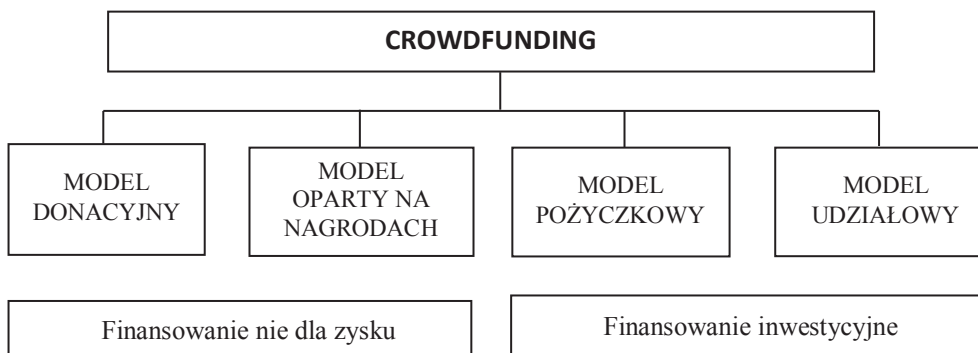 CROWDFUNDING
MODEL
DONACYJNY
MODEL
OPARTY NA
NAGRODACH
MODEL
POŻYCZKOWY
MODEL
UDZIAŁOWY
Finansowanie nie dla zysku
Finansowanie inwestycyjne